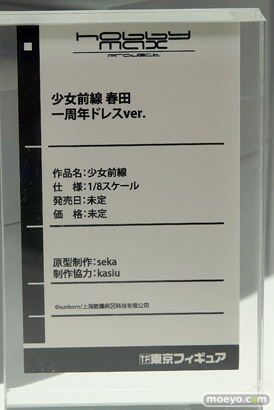 hobby
max
PROJECT
少女前線 春田
一周年ドレスver.
作品名:少女前線
仕　様:1/8スケール
発売日:未定
価　格:未定
原型制作:seka
制作協力:kasiu
©sunborn/上海散爆网络科技有限公司
TF東京フィギュア
moeyo.com